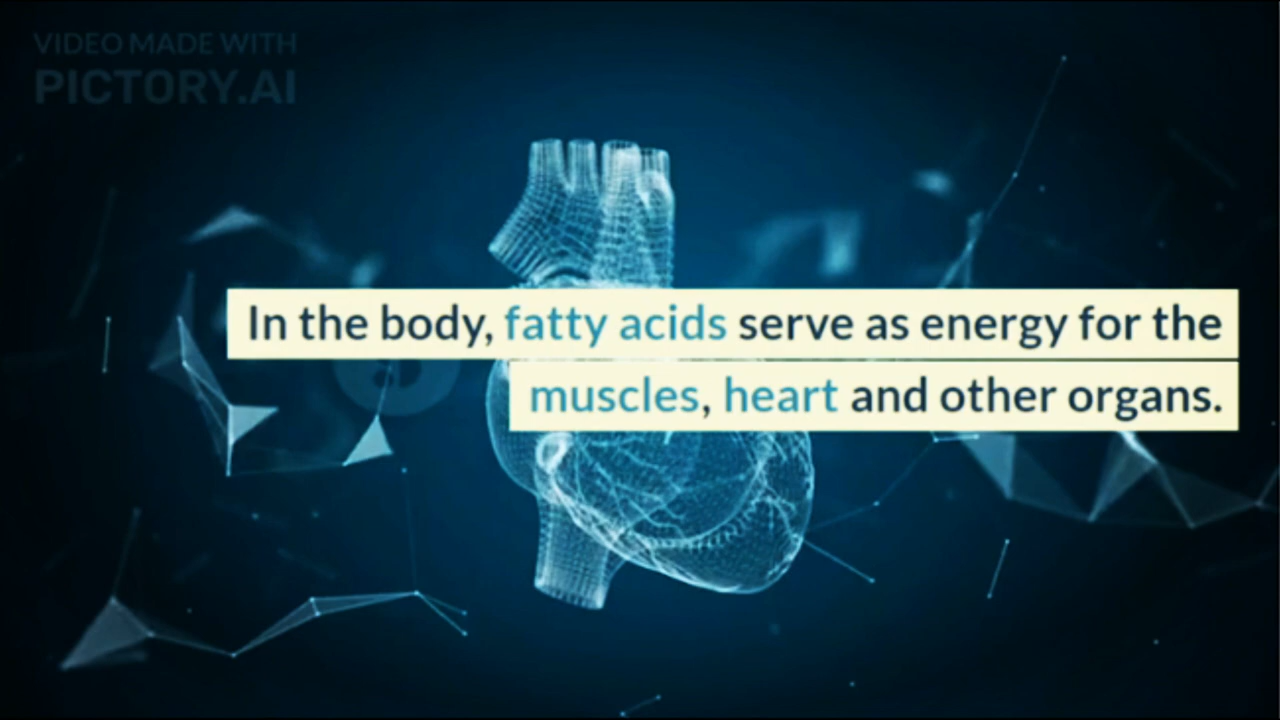 VIDEO MADE WITH
PICTORY.AI
In the body, fatty acids serve as energy for the
muscles, heart and other organs.